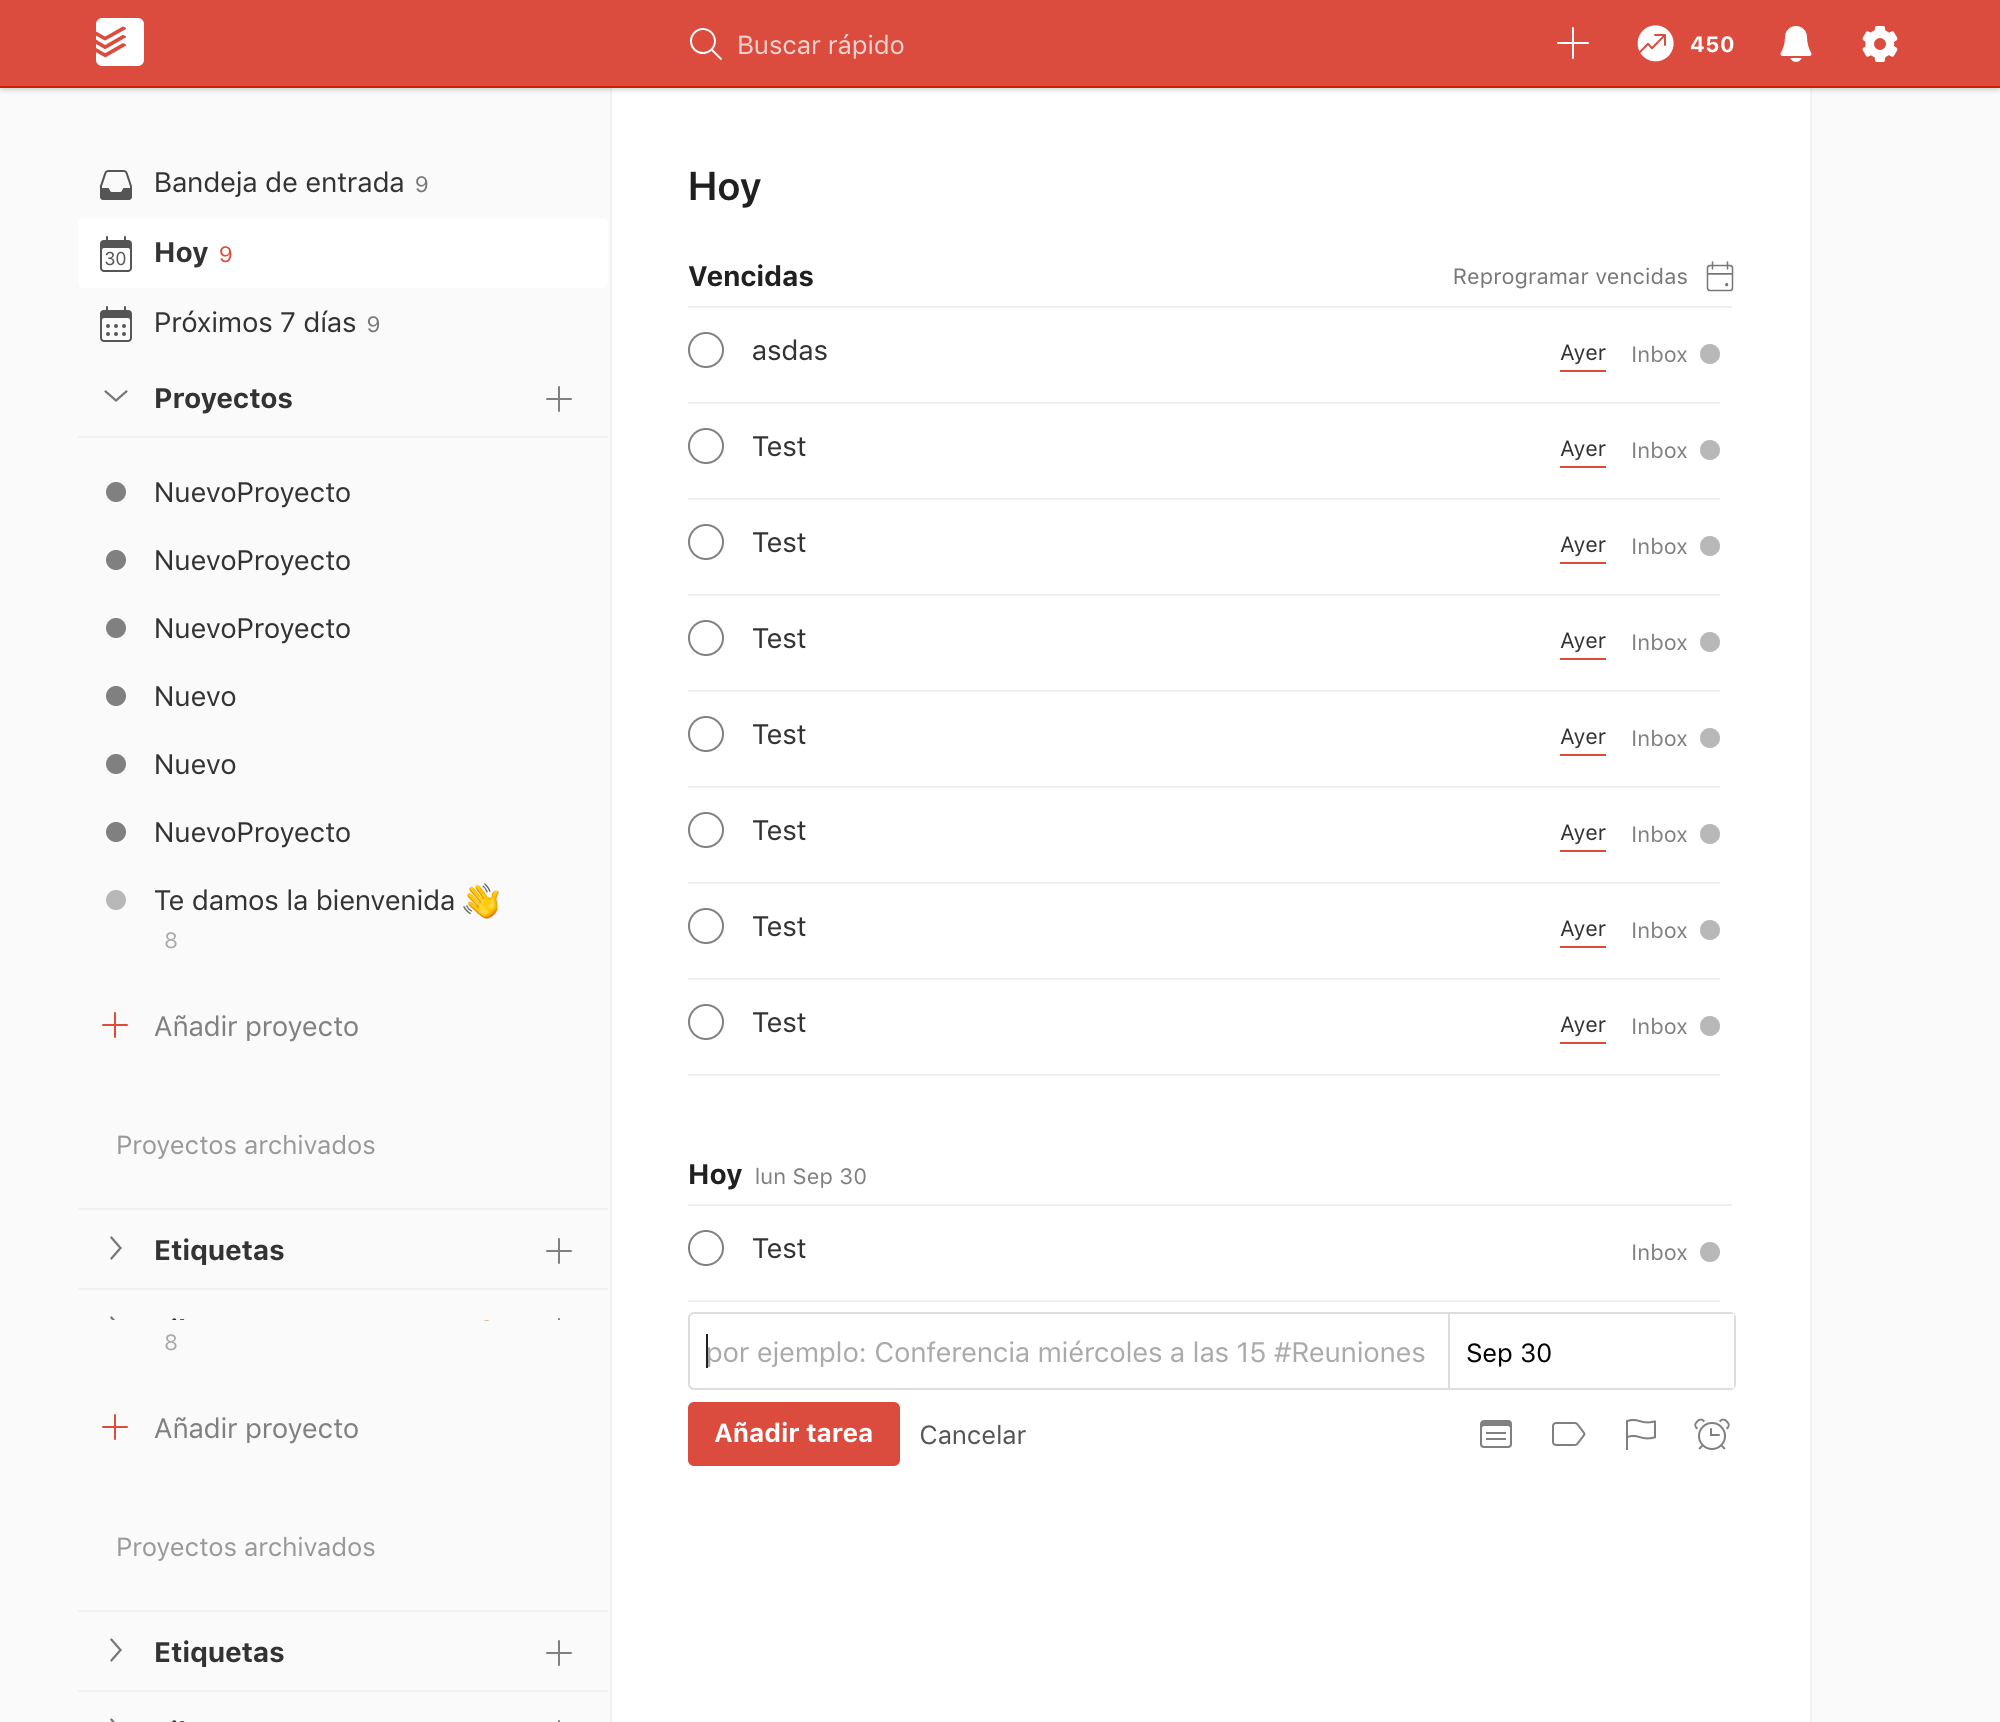 Buscar rápido
450
Bandeja de entrada 9
30
Hoy 9
Próximos 7 días 9
Proyectos
NuevoProyecto
NuevoProyecto
NuevoProyecto
Nuevo
Nuevo
NuevoProyecto
Te damos la bienvenida 👋
8
Añadir proyecto
Proyectos archivados
Etiquetas
8
Añadir proyecto
Proyectos archivados
Etiquetas
Hoy
Vencidas
Reprogramar vencidas
asdas Ayer Inbox
Test Ayer Inbox
Test Ayer Inbox
Test Ayer Inbox
Test Ayer Inbox
Test Ayer Inbox
Test Ayer Inbox
Test Ayer Inbox
Hoy lun Sep 30
Test Inbox
por ejemplo: Conferencia miércoles a las 15 #Reuniones Sep 30
Añadir tarea Cancelar